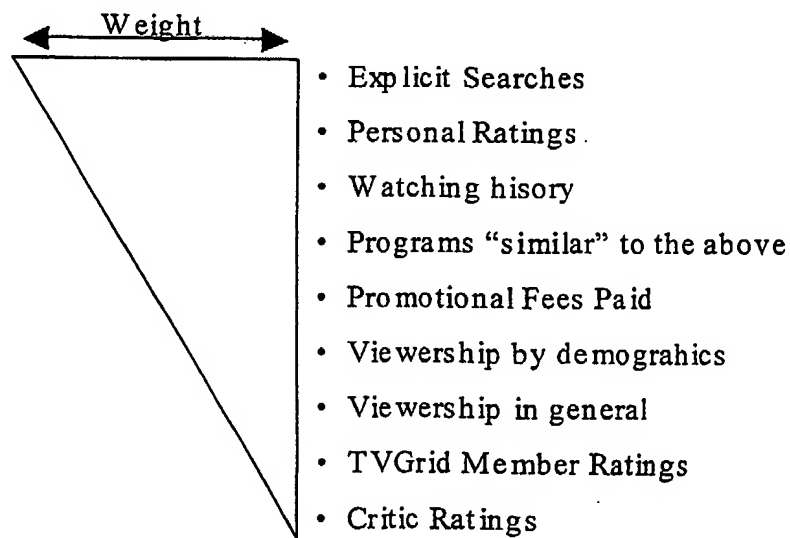 Weight
• Explicit Searches
• Personal Ratings
• Watching hisory
• Programs “similar” to the above
• Promotional Fees Paid
• Viewership by demograhics
• Viewership in general
• TVGrid Member Ratings
• Critic Ratings